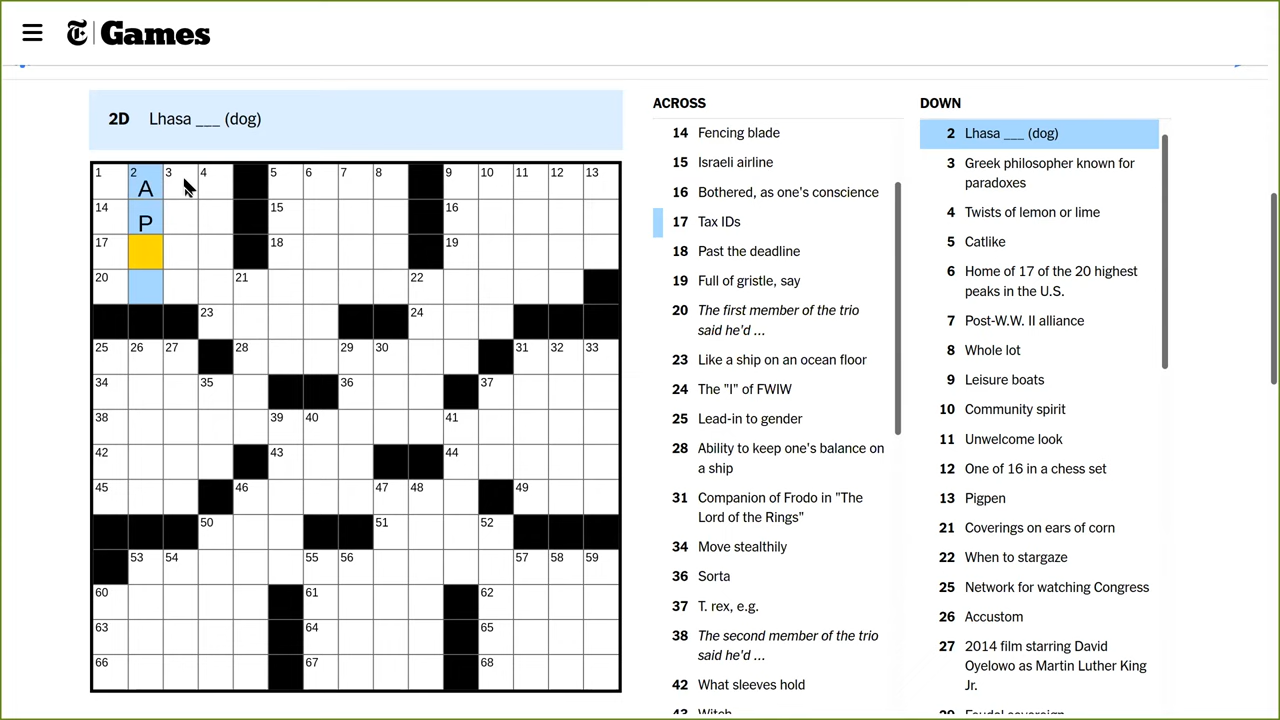 T Games
2D Lhasa ___ (dog)
1 2 3 4 5 6 7 8 9 10 11 12 13
A
14 15 16
P
17 18 19
20 21 22
23 24
25 26 27 28 29 30 31 32 33
34 35 36 37
38 39 40 41
42 43 44
45 46 47 48 49
50 51 52
53 54 55 56 57 58 59
60 61 62
63 64 65
66 67 68
ACROSS
14 Fencing blade
15 Israeli airline
16 Bothered, as one's conscience
17 Tax IDs
18 Past the deadline
19 Full of gristle, say
20 The first member of the trio
said he'd ...
23 Like a ship on an ocean floor
24 The "I" of FWIW
25 Lead-in to gender
28 Ability to keep one's balance on
a ship
31 Companion of Frodo in "The
Lord of the Rings"
34 Move stealthily
36 Sorta
37 T. rex, e.g.
38 The second member of the trio
said he'd ...
42 What sleeves hold
43 Witch
DOWN
2 Lhasa ___ (dog)
3 Greek philosopher known for
paradoxes
4 Twists of lemon or lime
5 Catlike
6 Home of 17 of the 20 highest
peaks in the U.S.
7 Post-W.W. II alliance
8 Whole lot
9 Leisure boats
10 Community spirit
11 Unwelcome look
12 One of 16 in a chess set
13 Pigpen
21 Coverings on ears of corn
22 When to stargaze
25 Network for watching Congress
26 Accustom
27 2014 film starring David
Oyelowo as Martin Luther King
Jr.
29 Feudal sovereign